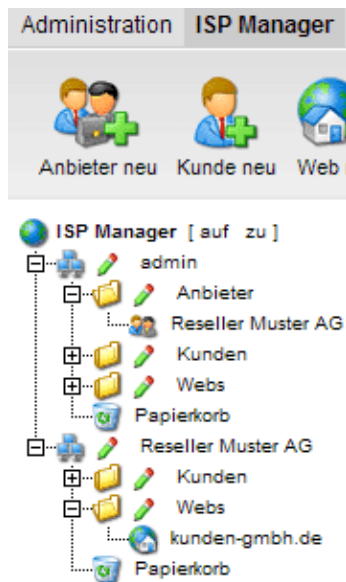 Administration ISP Manager
Anbieter neu Kunde neu Web
ISP Manager [ auf zu ]
admin
Anbieter
Reseller Muster AG
Kunden
Webs
Papierkorb
Reseller Muster AG
Kunden
Webs
kunden-gmbh.de
Papierkorb